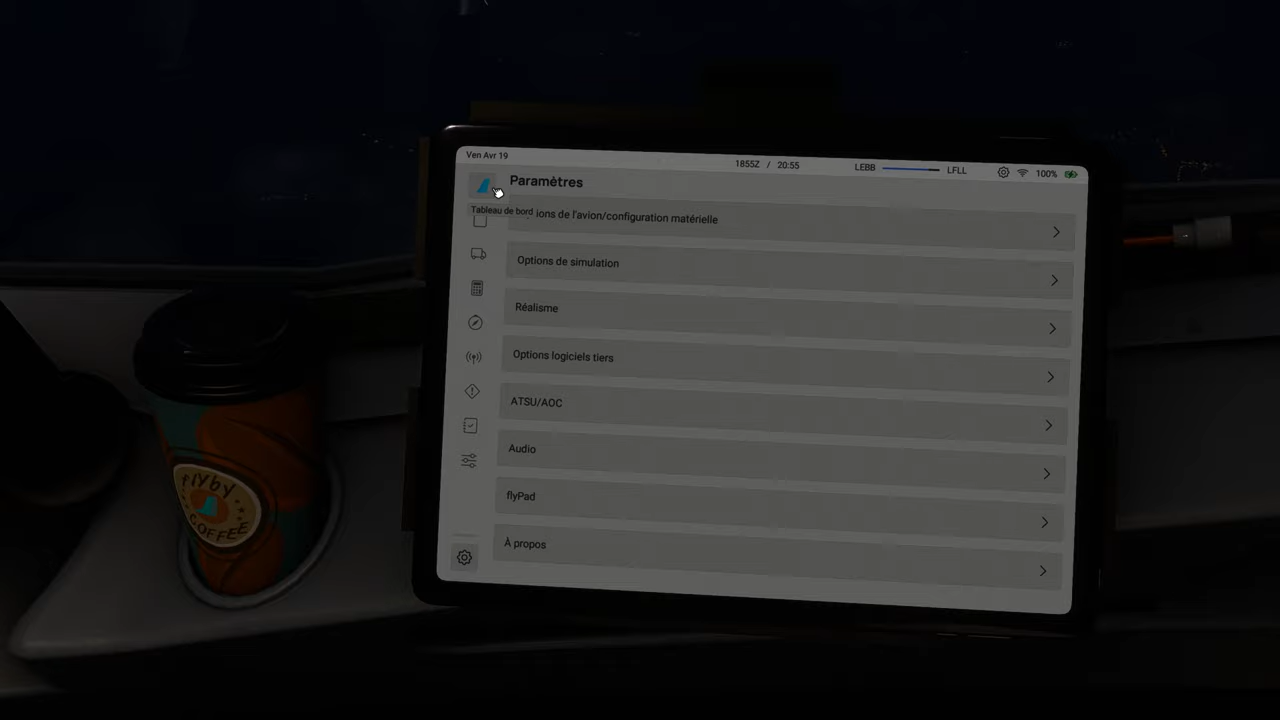 Ven Avr 19
1855Z / 20:55
LEBB
LFLL
100%
Paramètres
Tableau de bord
ions de l'avion/configuration matérielle
Options de simulation
Réalisme
Options logiciels tiers
ATSU/AOC
Audio
flyPad
À propos
flyby
COFFEE